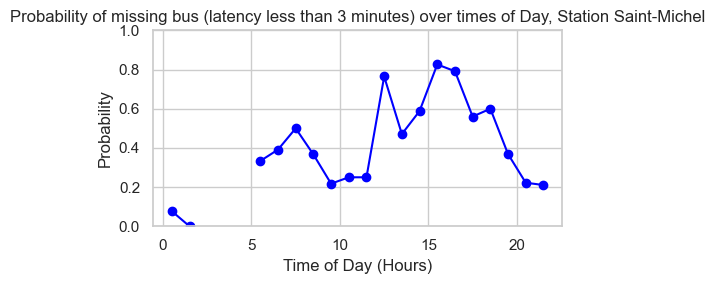 Probability of missing bus (latency less than 3 minutes) over times of Day, Station Saint-Michel
1.0
0.8
0.6
0.4
0.2
0.0
Probability
0 5 10 15 20
Time of Day (Hours)